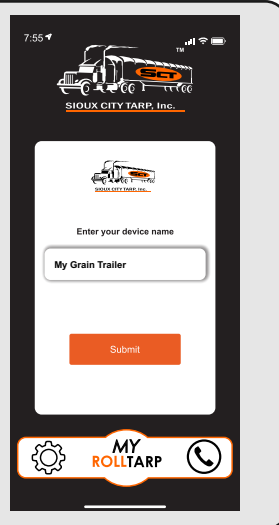 7:55
SCT
TM
SIOUX CITY TARP, Inc.
SCT
SIOUX CITY TARP, Inc.
Enter your device name
My Grain Trailer
Submit
MY
ROLLTARP